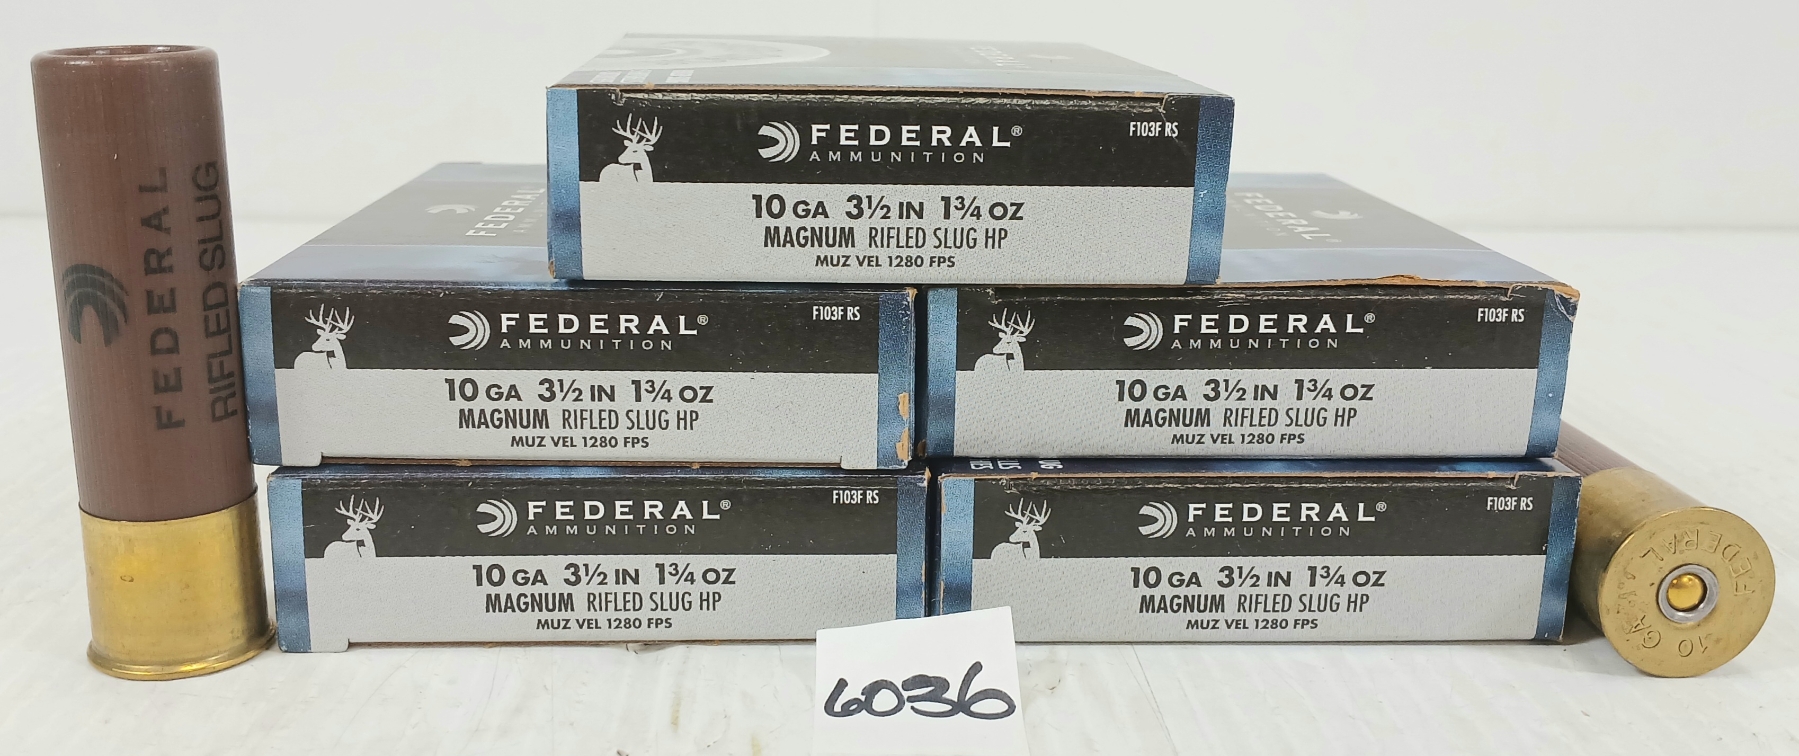 FEDERAL
RIFLED SLUG
FEDERAL
FEDERAL® AMMUNITION
F103F RS
10 GA 3½ IN 1¾ OZ
MAGNUM RIFLED SLUG HP
MUZ VEL 1280 FPS
FEDERAL
FEDERAL®
AMMUNITION
FEDERAL® AMMUNITION
F103F RS
10 GA 3½ IN 1¾ OZ
MAGNUM RIFLED SLUG HP
MUZ VEL 1280 FPS
FEDERAL® AMMUNITION
F103F RS
10 GA 3½ IN 1¾ OZ
MAGNUM RIFLED SLUG HP
MUZ VEL 1280 FPS
FEDERAL® AMMUNITION
F103F RS
10 GA 3½ IN 1¾ OZ
MAGNUM RIFLED SLUG HP
MUZ VEL 1280 FPS
FEDERAL® AMMUNITION
F103F RS
10 GA 3½ IN 1¾ OZ
MAGNUM RIFLED SLUG HP
MUZ VEL 1280 FPS
FEDERAL
10 GA
6036